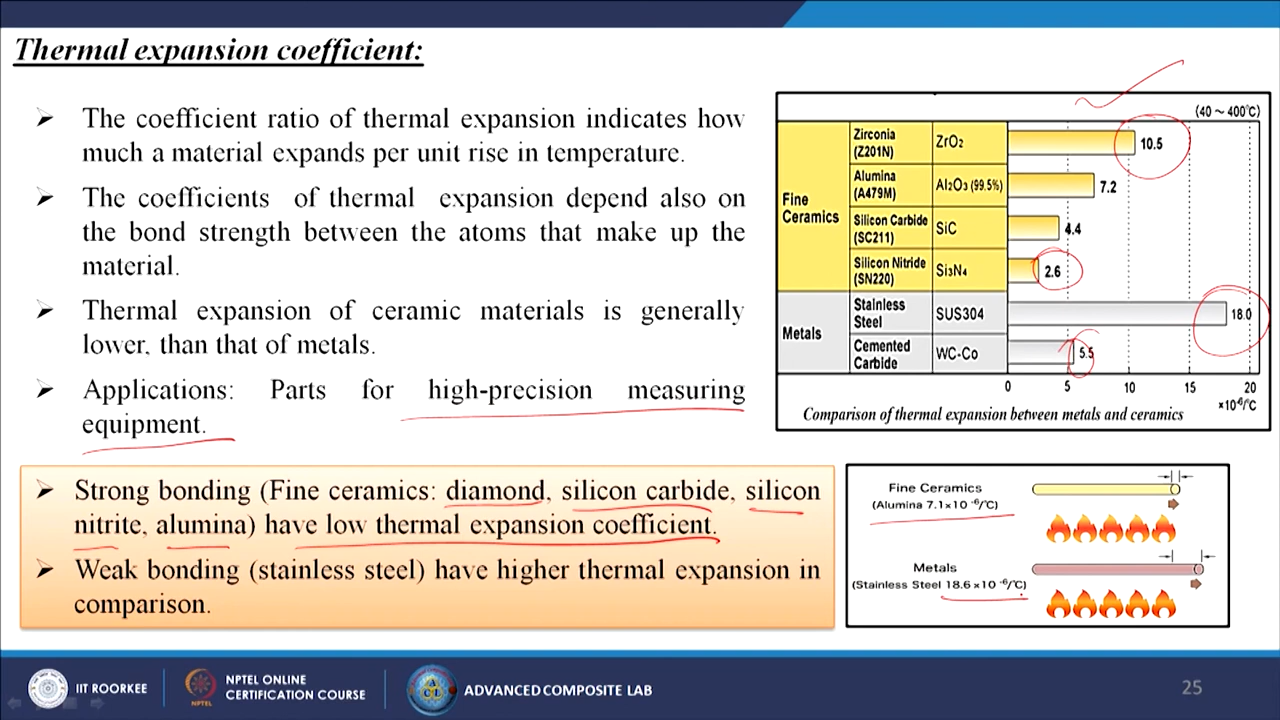 Thermal expansion coefficient:
➤ The coefficient ratio of thermal expansion indicates how
much a material expands per unit rise in temperature.
➤ The coefficients of thermal expansion depend also on
the bond strength between the atoms that make up the
material.
➤ Thermal expansion of ceramic materials is generally
lower, than that of metals.
➤ Applications: Parts for high-precision measuring
equipment.
➤ Strong bonding (Fine ceramics: diamond, silicon carbide, silicon
nitrite, alumina) have low thermal expansion coefficient.
➤ Weak bonding (stainless steel) have higher thermal expansion in
comparison.
(40 ~ 400℃)
Fine
Ceramics
Zirconia
(Z201N)
ZrO₂
10.5
Alumina
(A479M)
Al₂O₃ (99.5%)
7.2
Silicon Carbide
(SC211)
SiC
4.4
Silicon Nitride
(SN220)
Si₃N₄
2.6
Metals
Stainless
Steel
SUS304
18.0
Cemented
Carbide
WC-Co
5.5
0 5 10 15 20
×10⁻⁶/℃
Comparison of thermal expansion between metals and ceramics
Fine Ceramics
(Alumina 7.1×10 ⁻⁶/℃)
Metals
(Stainless Steel 18.6×10 ⁻⁶/℃)
IIT ROORKEE
NPTEL
NPTEL ONLINE
CERTIFICATION COURSE
ADVANCED COMPOSITE LAB
25